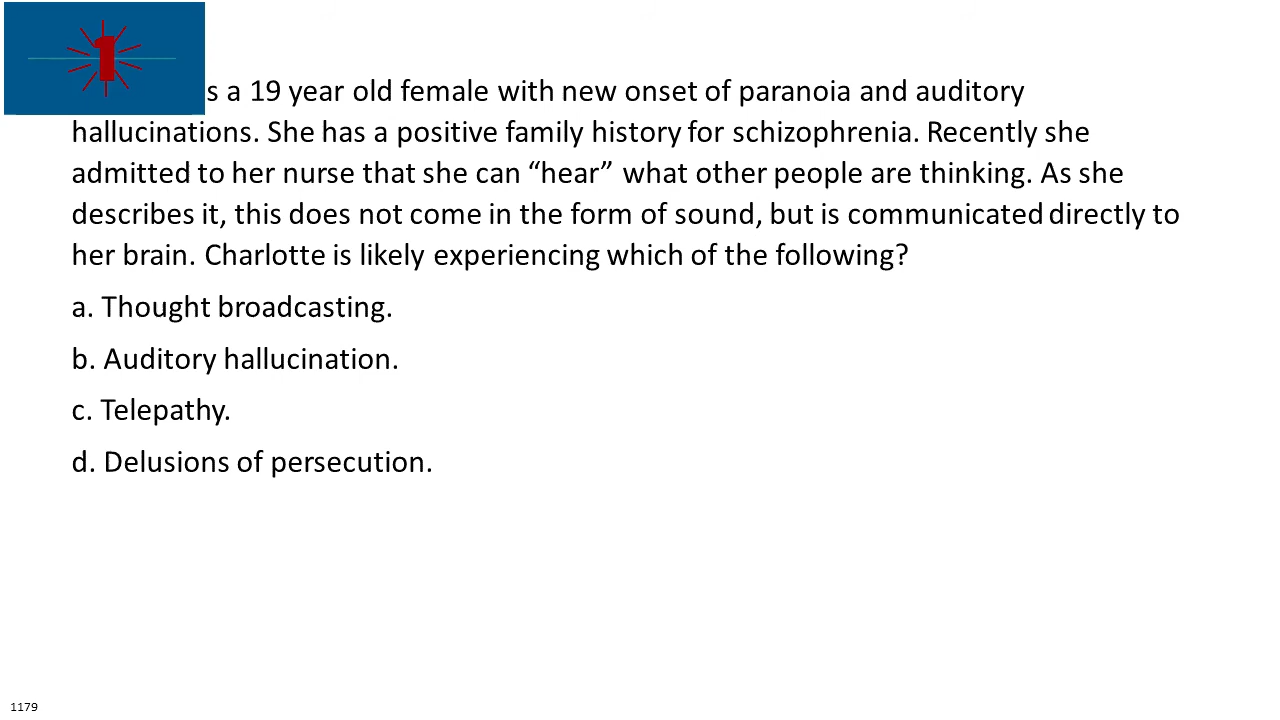 1
s a 19 year old female with new onset of paranoia and auditory
hallucinations. She has a positive family history for schizophrenia. Recently she
admitted to her nurse that she can “hear” what other people are thinking. As she
describes it, this does not come in the form of sound, but is communicated directly to
her brain. Charlotte is likely experiencing which of the following?
a. Thought broadcasting.
b. Auditory hallucination.
c. Telepathy.
d. Delusions of persecution.
1179